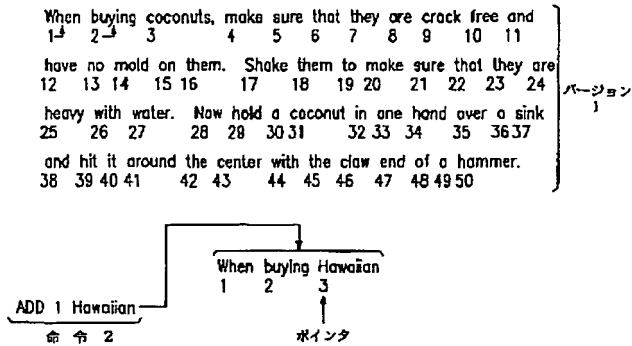 When buying coconuts, make sure that they are crack free and
1 2 3 4 5 6 7 8 9 10 11
have no mold on them. Shake them to make sure that they are
12 13 14 15 16 17 18 19 20 21 22 23 24
heavy with water. Now hold a coconut in one hand over a sink
25 26 27 28 29 30 31 32 33 34 35 36 37
and hit it around the center with the claw end of a hammer.
38 39 40 41 42 43 44 45 46 47 48 49 50
バージョン
1
When buying Hawaiian
1 2 3
ADD 1 Hawaiian
命令 2
ポインタ